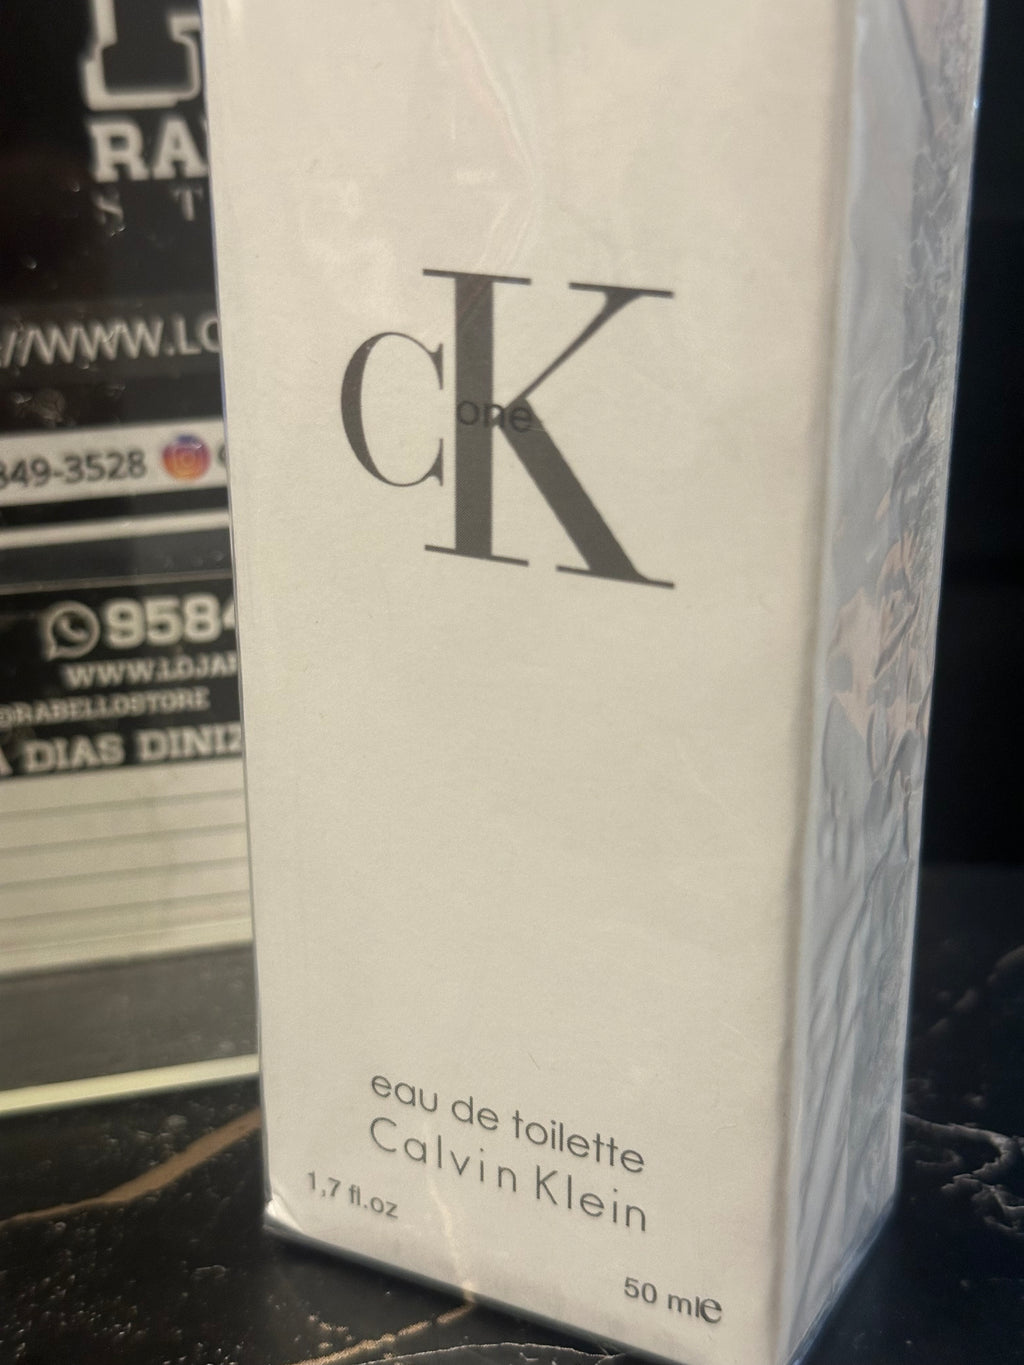 RA
S T
://WWW.LO
849-3528
9584
WWW.LOJA
@RABELLOSTORE
A DIAS DINIZ
cK
one
eau de toilette
Calvin Klein
1,7 fl.oz
50 ml e